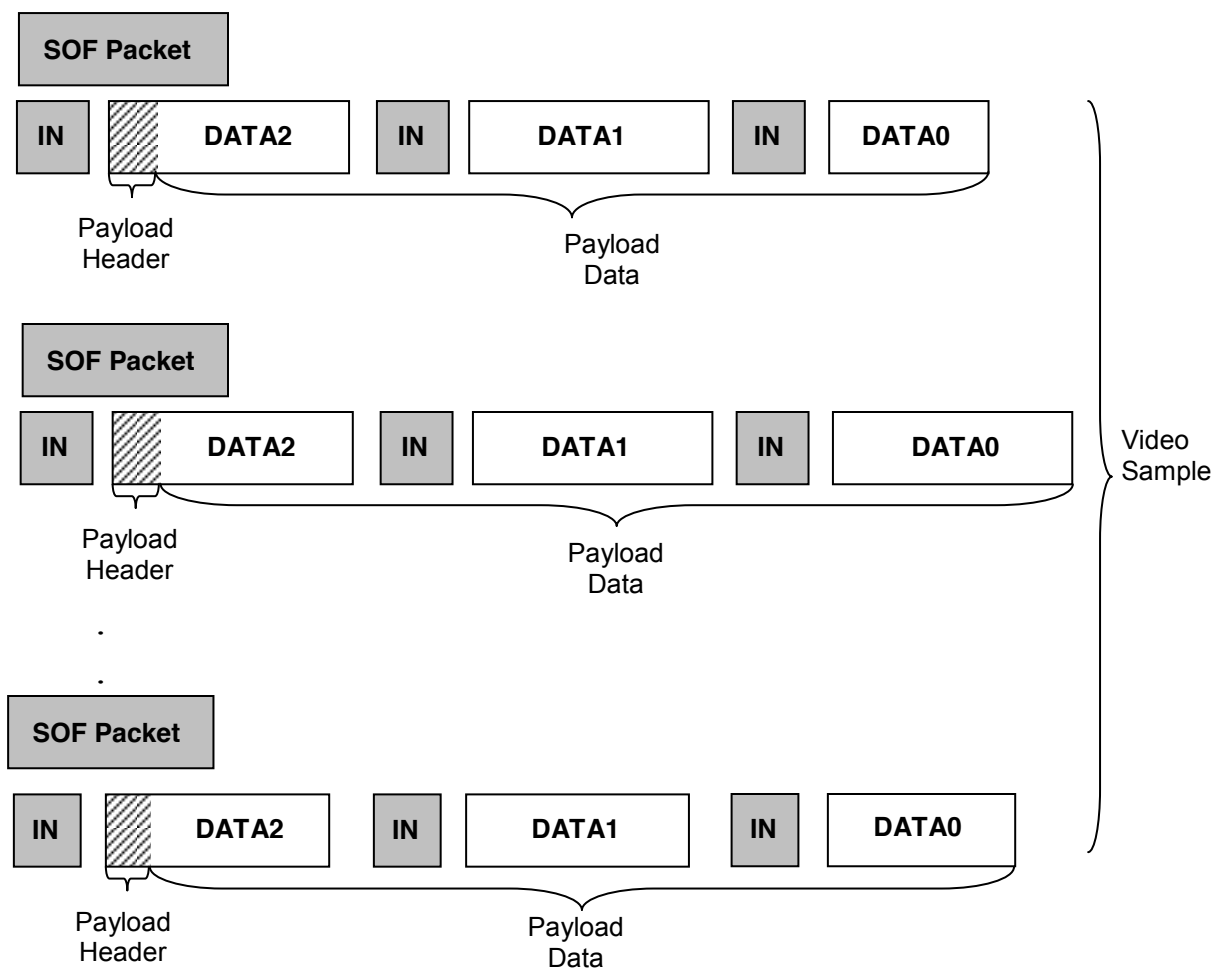 SOF Packet
IN DATA2 IN DATA1 IN DATA0
Payload
Header
Payload
Data
SOF Packet
IN DATA2 IN DATA1 IN DATA0
Video
Sample
Payload
Header
Payload
Data
.
.
SOF Packet
IN DATA2 IN DATA1 IN DATA0
Payload
Header
Payload
Data